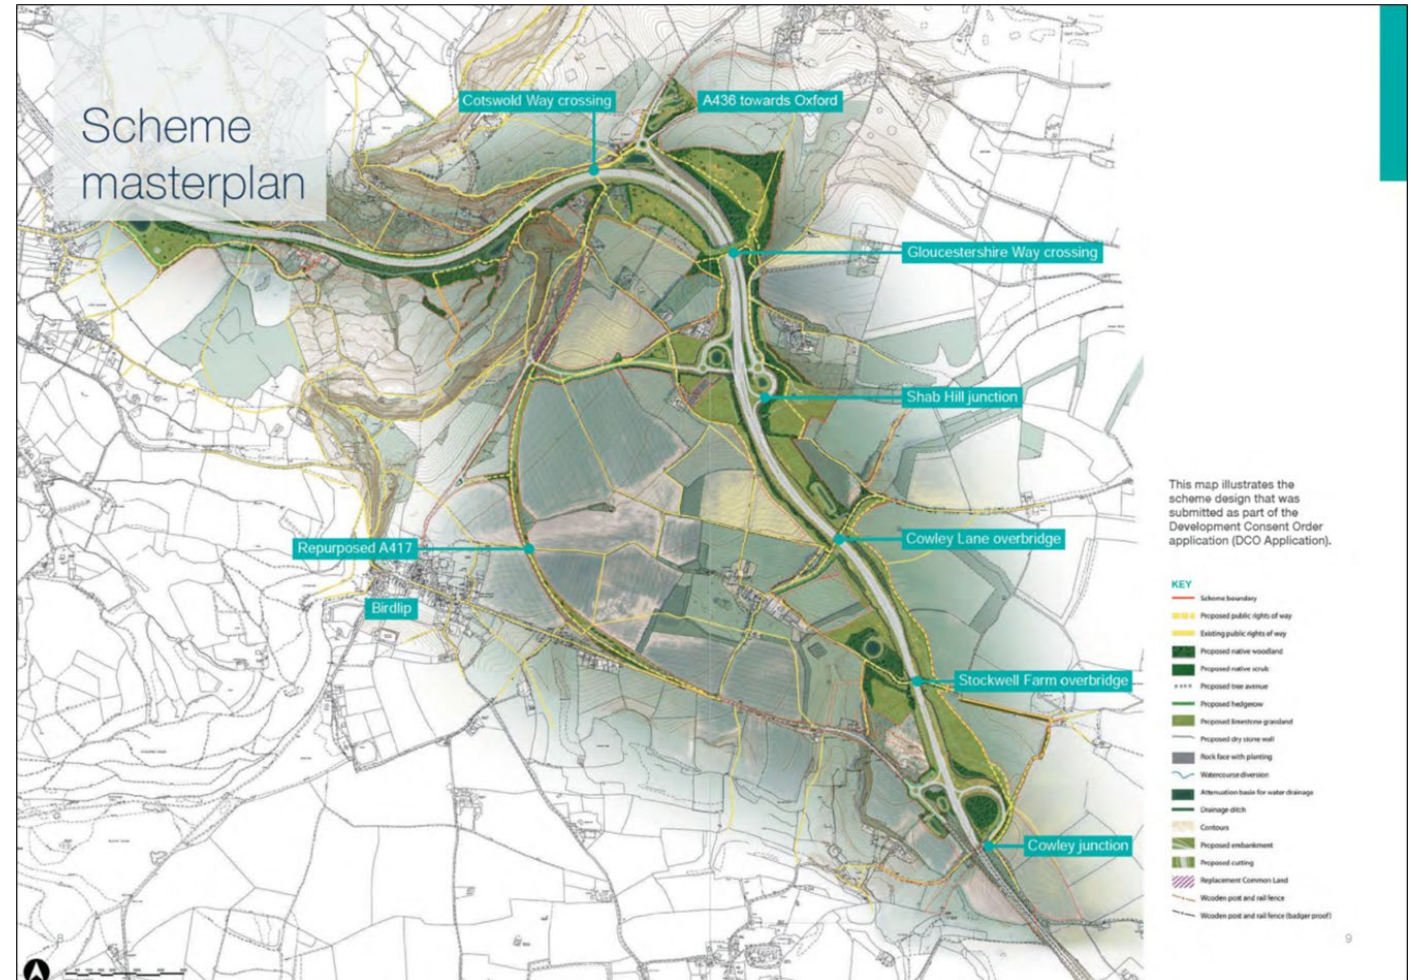 Scheme
masterplan
Cotswold Way crossing
A436 towards Oxford
Gloucestershire Way crossing
Shab Hill junction
Repurposed A417
Cowley Lane overbridge
Birdlip
Stockwell Farm overbridge
Cowley junction
This map illustrates the
scheme design that was
submitted as part of the
Development Consent Order
application (DCO Application).
KEY
Scheme boundary
Proposed public rights of way
Existing public rights of way
Proposed native woodland
Proposed native scrub
Proposed tree avenue
Proposed hedgerow
Proposed limestone grassland
Proposed dry stone wall
Rock face with planting
Watercourse diversion
Attenuation basin for water drainage
Drainage ditch
Contours
Proposed embankment
Proposed cutting
Replacement Common Land
Wooden post and rail fence
Wooden post and rail fence (badger proof)
9